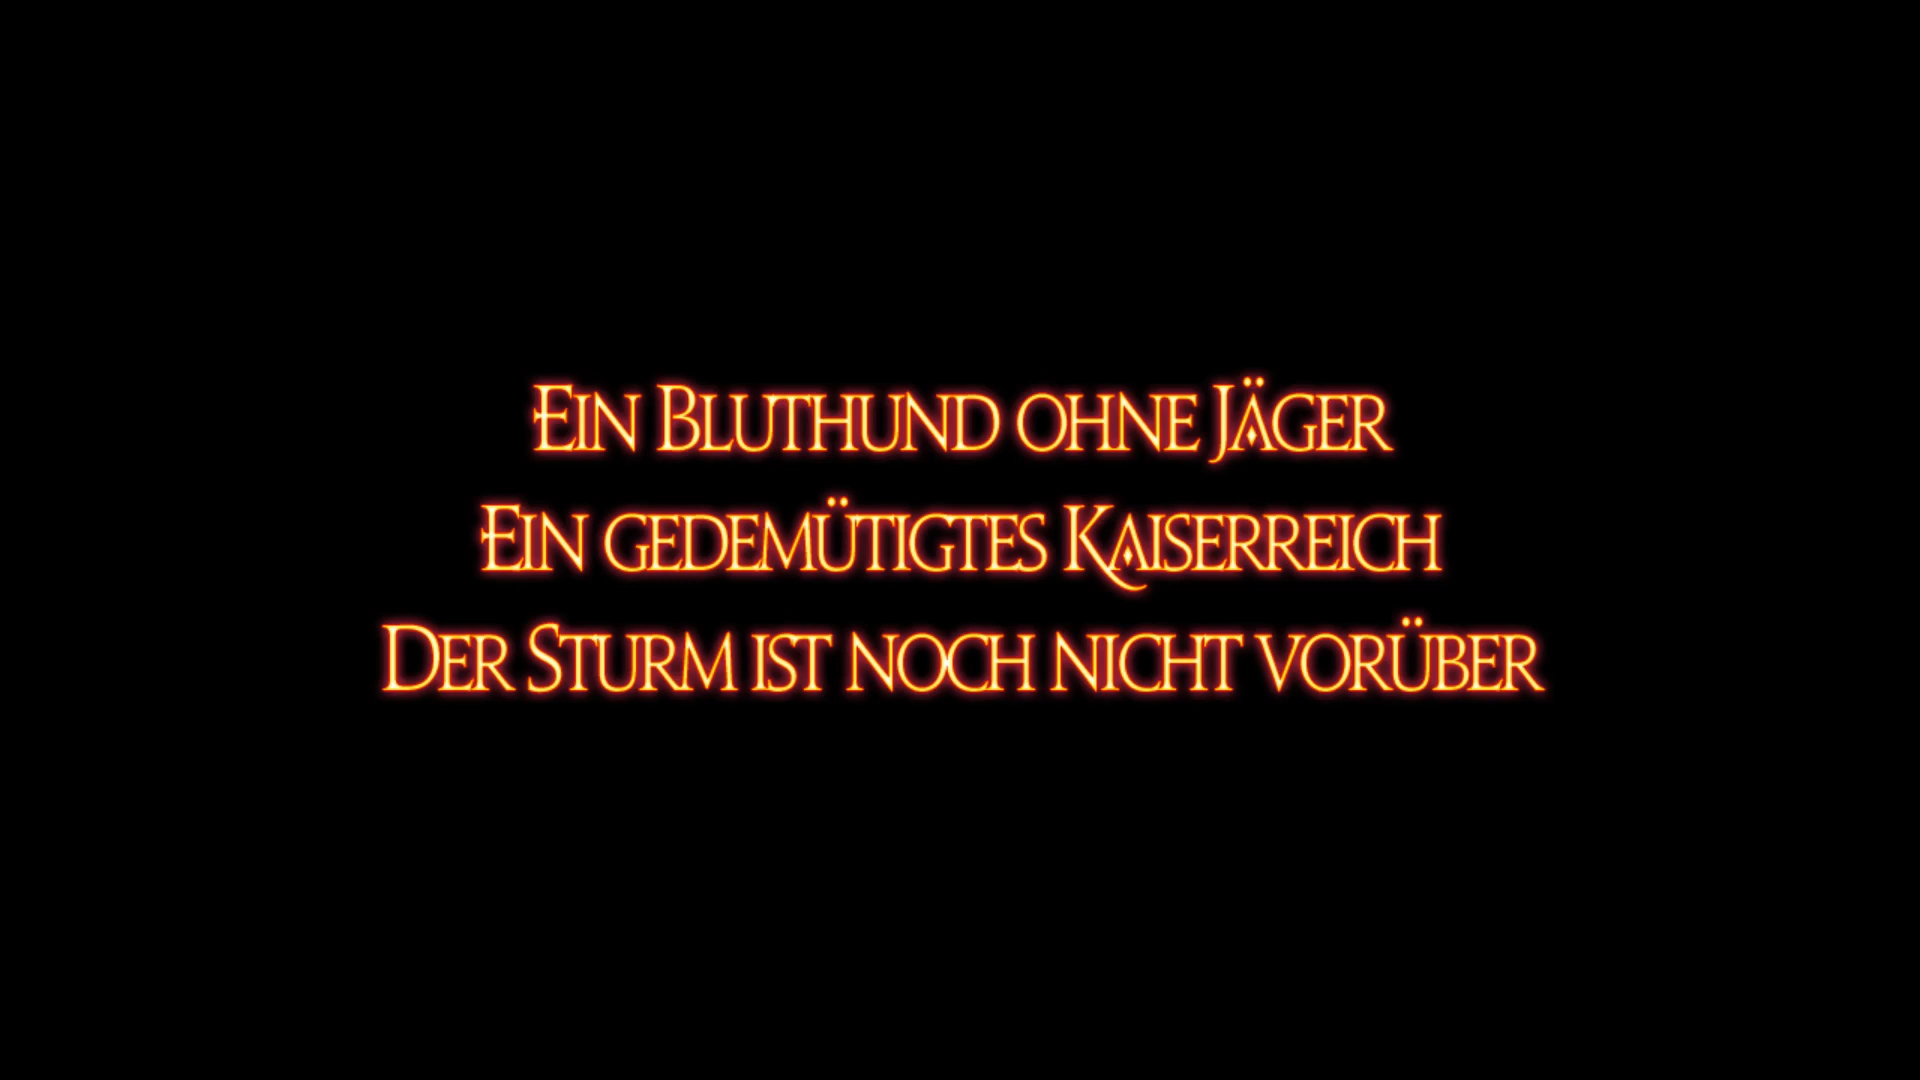 Ein Bluthund ohne Jäger
Ein gedemütigtes Kaiserreich
Der Sturm ist noch nicht vorüber